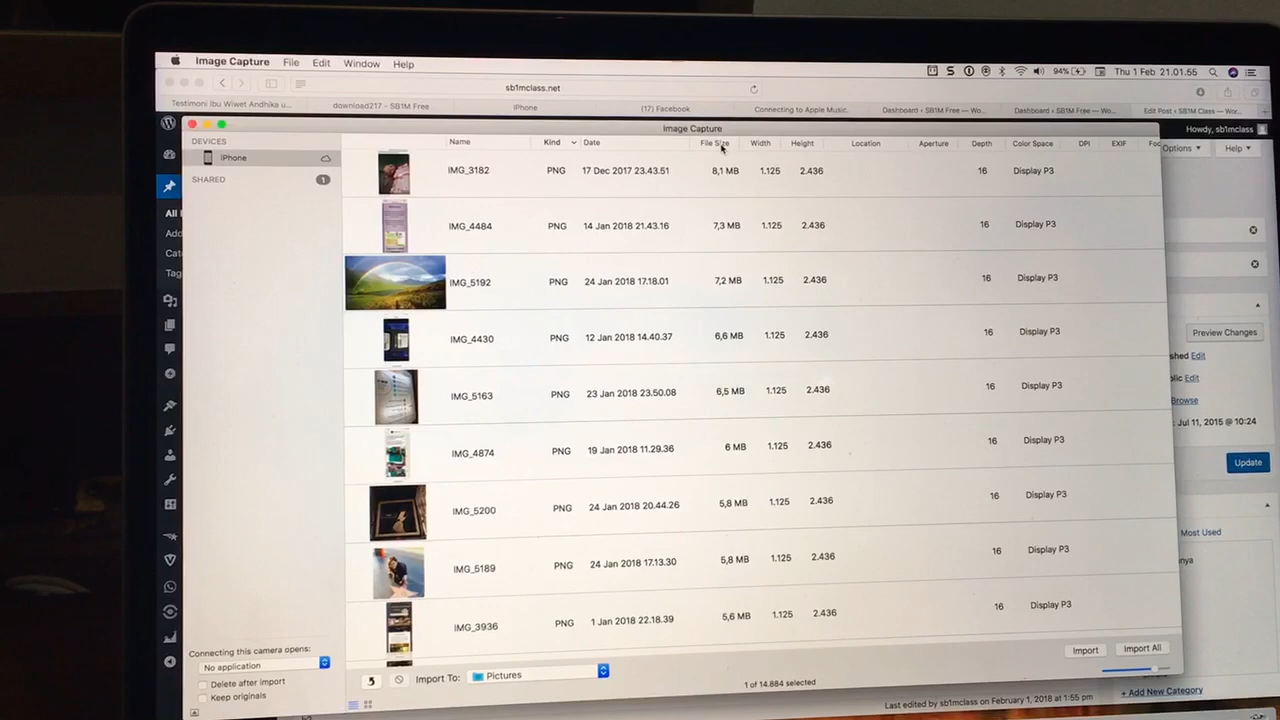 Image Capture File Edit Window Help
94% Thu 1 Feb 21.01.55
sb1mclass.net
Testimoni Ibu Wiwet Andhika u... download217 – SB1M Free iPhone (17) Facebook Connecting to Apple Music. Dashboard ‹ SB1M Free — Wo... Dashboard ‹ SB1M Free — Wo... Edit Post ‹ SB1M Class — Wor...
Image Capture
Howdy, sb1mclass
DEVICES
iPhone
SHARED 1
Name Kind Date File Size Width Height Location Aperture Depth Color Space DPI EXIF Foc
Options Help
IMG_3182 PNG 17 Dec 2017 23.43.51 8,1 MB 1.125 2.436 16 Display P3
IMG_4484 PNG 14 Jan 2018 21.43.16 7,3 MB 1.125 2.436 16 Display P3
IMG_5192 PNG 24 Jan 2018 17.18.01 7,2 MB 1.125 2.436 16 Display P3
IMG_4430 PNG 12 Jan 2018 14.40.37 6,6 MB 1.125 2.436 16 Display P3
IMG_5163 PNG 23 Jan 2018 23.50.08 6,5 MB 1.125 2.436 16 Display P3
IMG_4874 PNG 19 Jan 2018 11.29.36 6 MB 1.125 2.436 16 Display P3
IMG_5200 PNG 24 Jan 2018 20.44.26 5,8 MB 1.125 2.436 16 Display P3
IMG_5189 PNG 24 Jan 2018 17.13.30 5,8 MB 1.125 2.436 16 Display P3
IMG_3936 PNG 1 Jan 2018 22.18.39 5,6 MB 1.125 2.436 16 Display P3
All
Add
Cat
Tag
Preview Changes
shed Edit
blic Edit
Browse
: Jul 11, 2015 @ 10:24
Update
Most Used
nya
Connecting this camera opens:
No application
Delete after import
Keep originals
Import To: Pictures
1 of 14.884 selected
Import Import All
+ Add New Category
Last edited by sb1mclass on February 1, 2018 at 1:55 pm